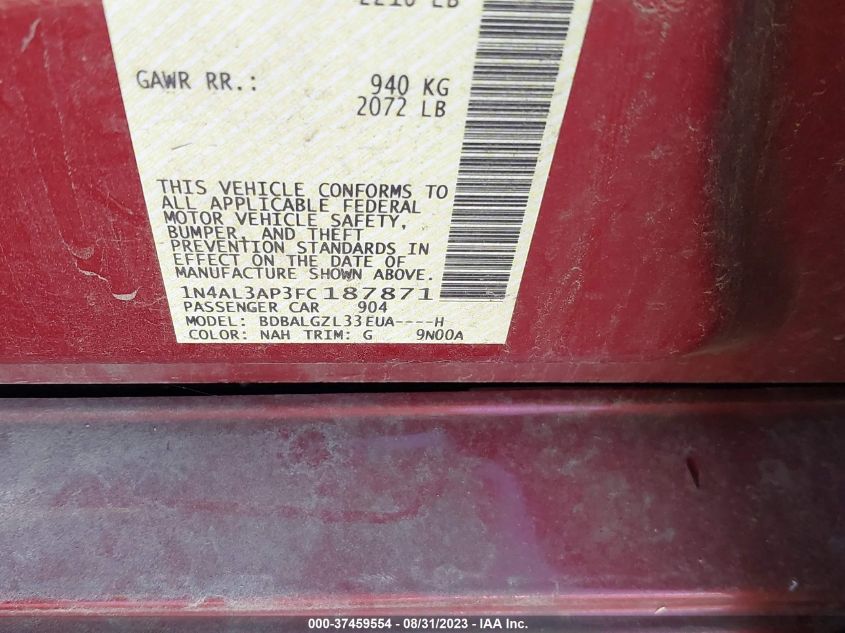 2210 LB
GAWR RR.: 940 KG
2072 LB
THIS VEHICLE CONFORMS TO
ALL APPLICABLE FEDERAL
MOTOR VEHICLE SAFETY,
BUMPER, AND THEFT
PREVENTION STANDARDS IN
EFFECT ON THE DATE OF
MANUFACTURE SHOWN ABOVE.
1N4AL3AP3FC187871
PASSENGER CAR 904
MODEL: BDBALGZL33EUA----H
COLOR: NAH TRIM: G 9N00A
000-37459554 - 08/31/2023 - IAA Inc.